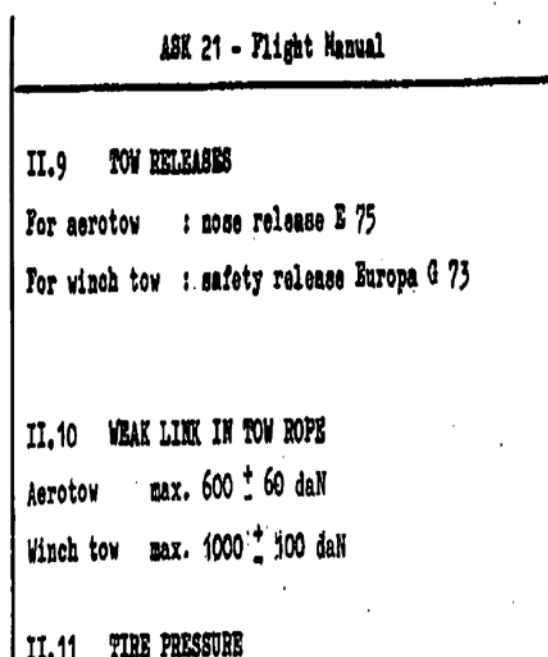 ASK 21 - Flight Manual
II.9 TOW RELEASES
For aerotow : nose release E 75
For winch tow : safety release Europa G 73
II.10 WEAK LINK IN TOW ROPE
Aerotow max. 600 ± 60 daN
Winch tow max. 1000 ± 100 daN
II.11 TIRE PRESSURE